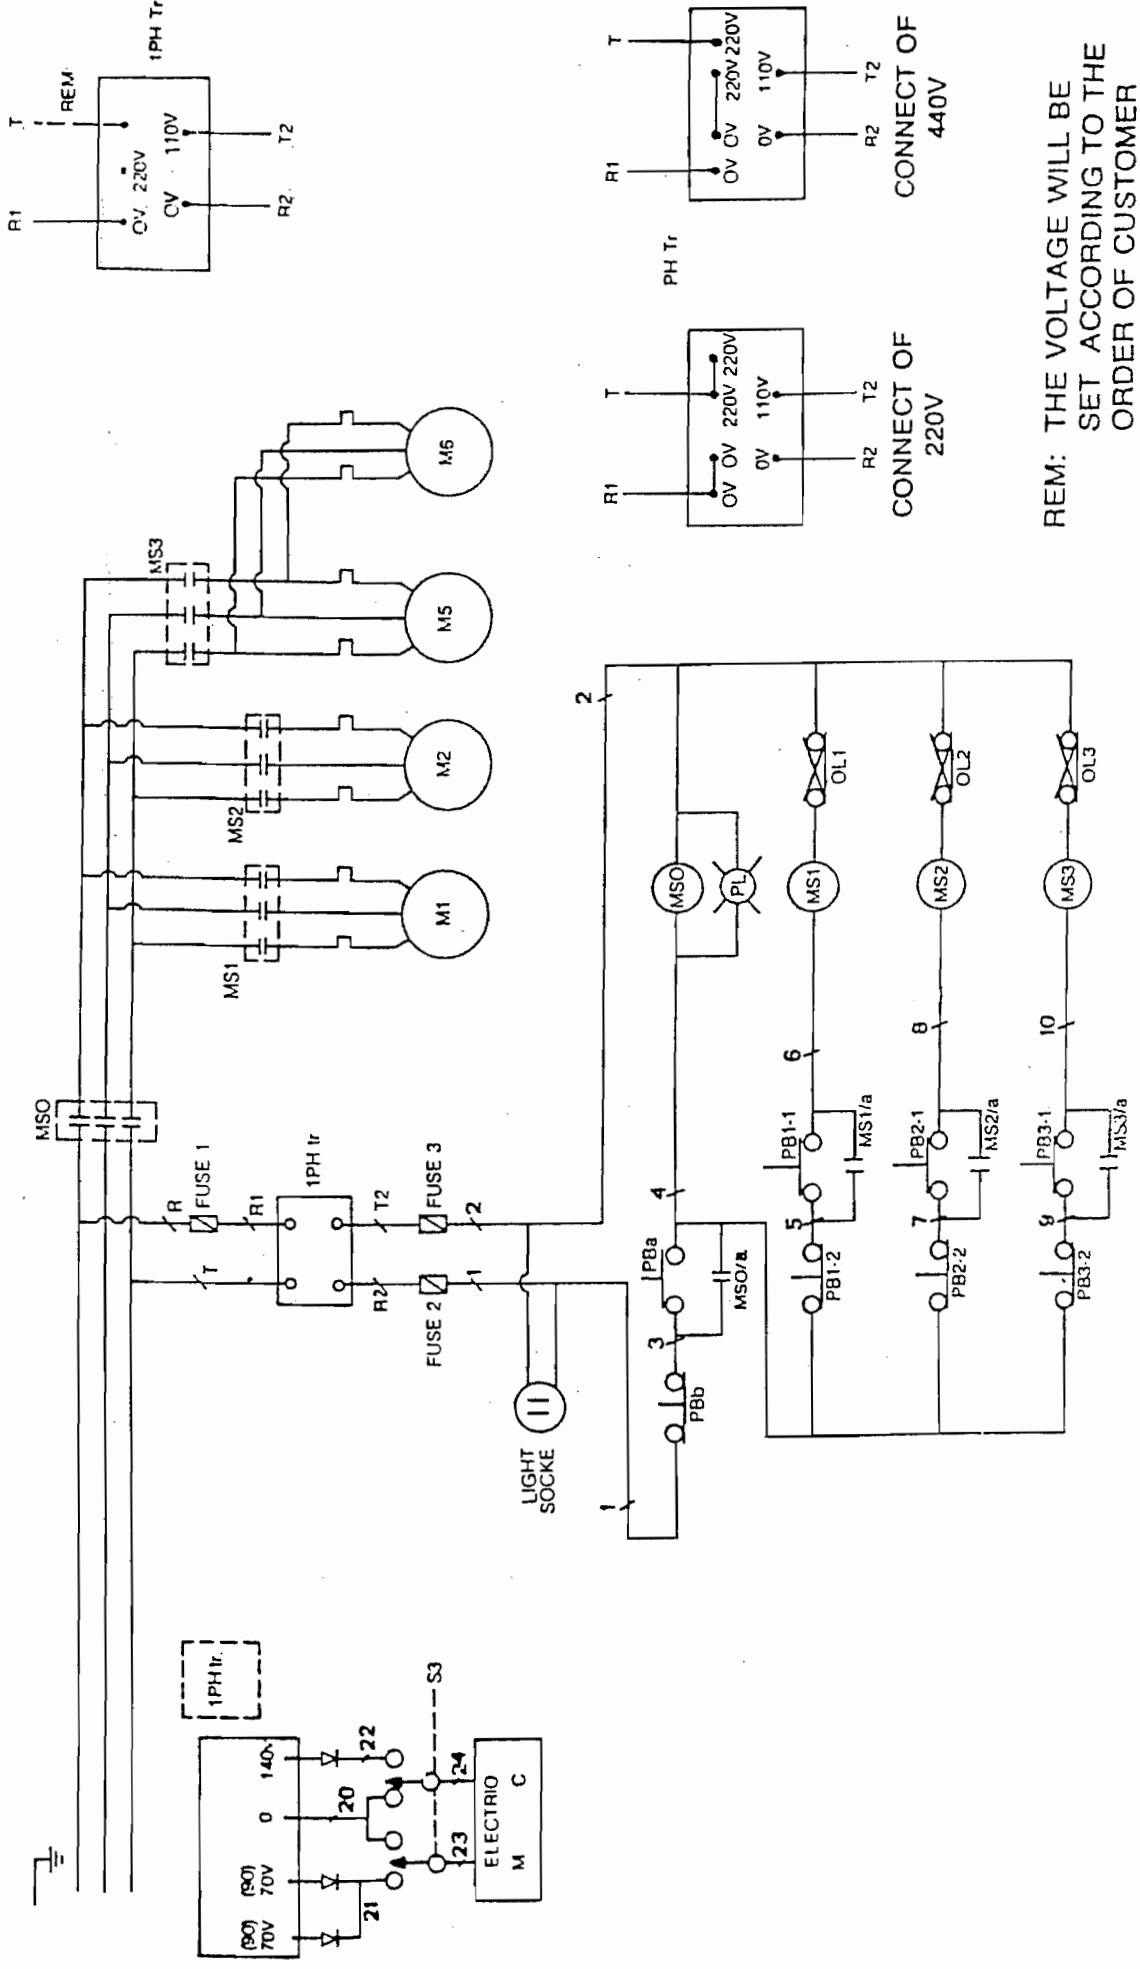 1PH Tr
T
REM
R1
OV
220V
OV
110V
R2
T2
MSO
R
FUSE 1
R1
T
1PH tr
T2
R2
FUSE 3
FUSE 2
2
1
LIGHT
SOCKE
MS1
M1
MS2
M2
MS3
M5
M6
1PH tr.
(90)
70V
(90)
70V
0
140v
21
20
22
23
24
S3
ELECTRIO
M C
1
2
PBb
3
PBa
MSO/a
4
MSO
PL
PB1-2
5
PB1-1
MS1/a
6
MS1
OL1
PB2-2
7
PB2-1
MS2/a
8
MS2
OL2
PB3-2
9
PB3-1
MS3/a
10
MS3
OL3
PH Tr
R1
T
OV OV 220V 220V
0V 110V
R2
T2
CONNECT OF
220V
R1
T
OV OV 220V 220V
0V 110V
R2
T2
CONNECT OF
440V
REM: THE VOLTAGE WILL BE
SET ACCORDING TO THE
ORDER OF CUSTOMER